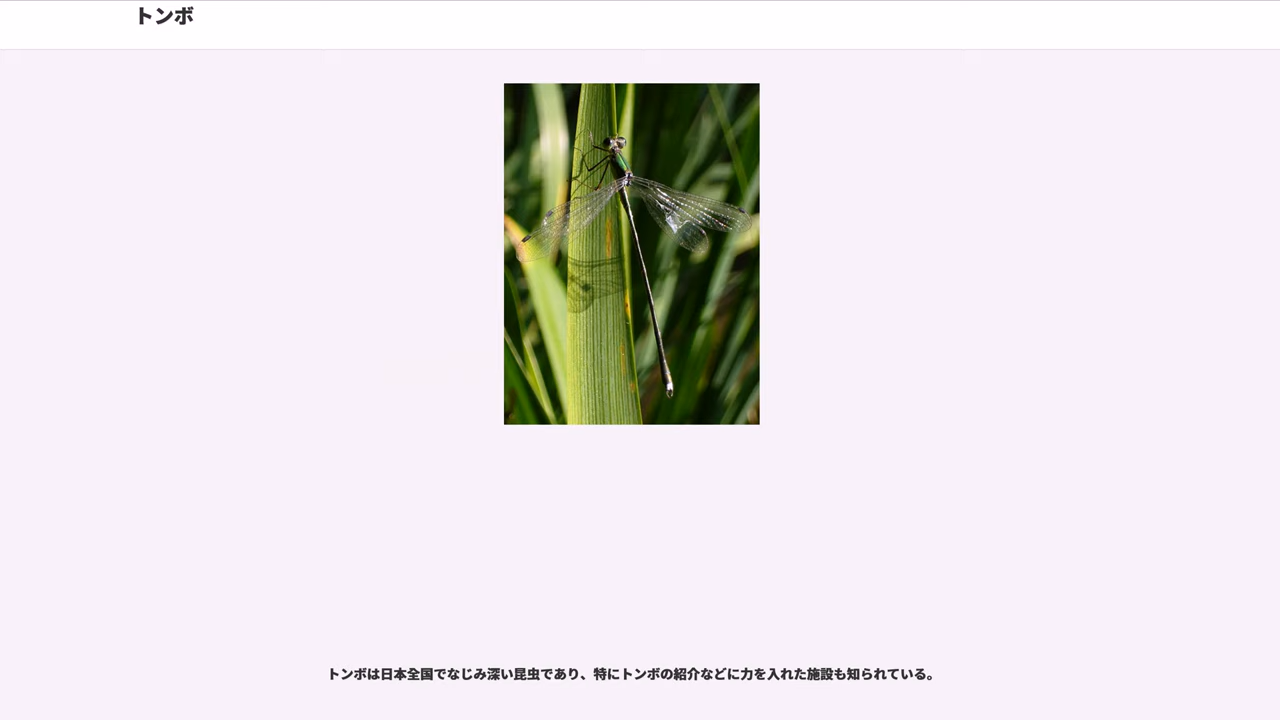 トンボ
トンボは日本全国でなじみ深い昆虫であり、特にトンボの紹介などに力を入れた施設も知られている。